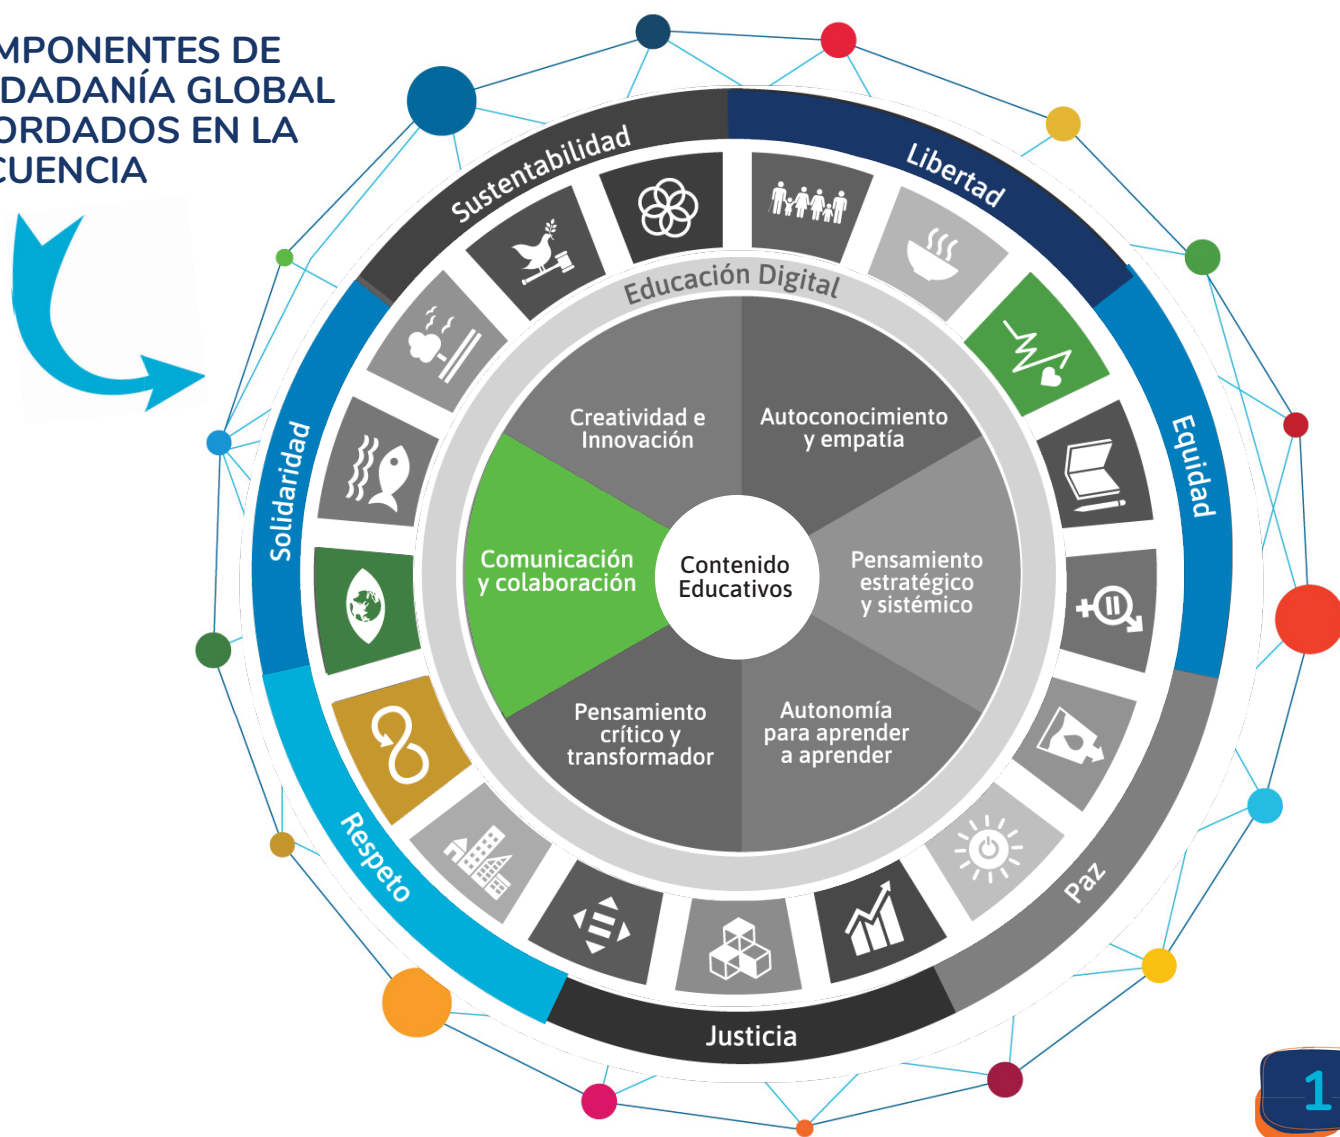 MPONENTES DE
DADANÍA GLOBAL
ORDADOS EN LA
CUENCIA
Sustentabilidad
Libertad
Equidad
Paz
Justicia
Respeto
Solidaridad
Educación Digital
Creatividad e
Innovación
Autoconocimiento
y empatía
Comunicación
y colaboración
Contenido
Educativos
Pensamiento
estratégico
y sistémico
Pensamiento
crítico y
transformador
Autonomía
para aprender
a aprender
1